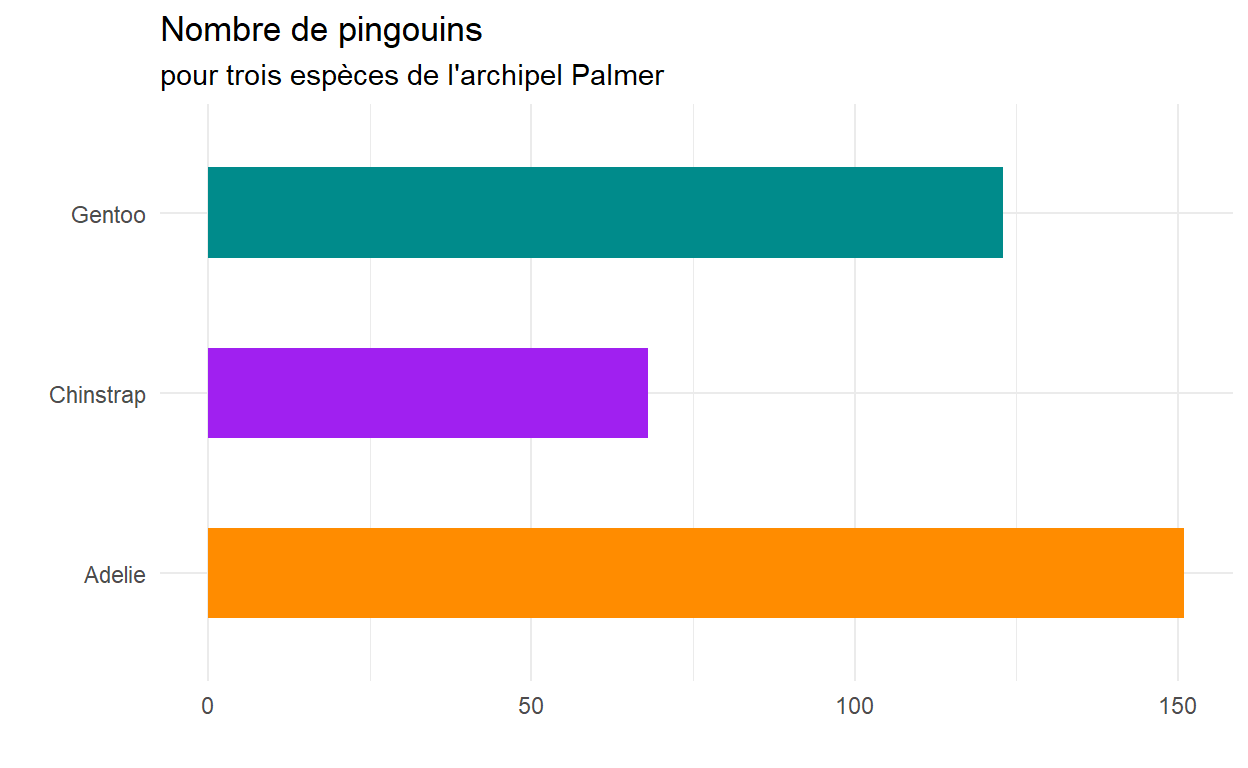 Nombre de pingouins
pour trois espèces de l'archipel Palmer
Gentoo
Chinstrap
Adelie
0 50 100 150